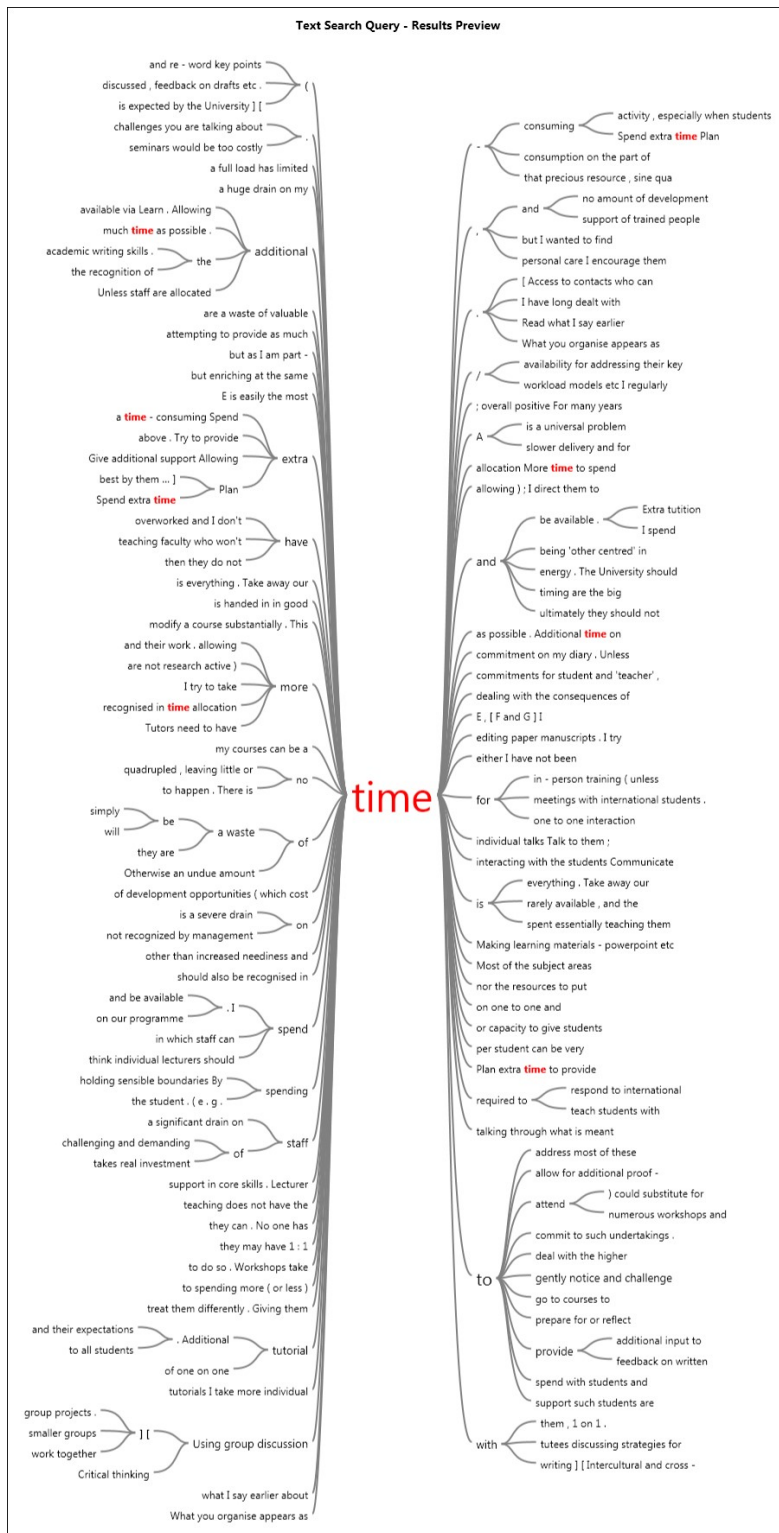 Text Search Query - Results Preview
and re - word key points
discussed , feedback on drafts etc .
is expected by the University ] [
(
challenges you are talking about
seminars would be too costly
.
a full load has limited
a huge drain on my
available via Learn . Allowing
much time as possible .
academic writing skills .
the recognition of
the
Unless staff are allocated
additional
are a waste of valuable
attempting to provide as much
but as I am part -
but enriching at the same
E is easily the most
a time - consuming Spend
above . Try to provide
Give additional support Allowing
best by them ... ]
Spend extra time
Plan
extra
overworked and I don't
teaching faculty who won't
then they do not
have
is everything . Take away our
is handed in in good
modify a course substantially . This
and their work . allowing
are not research active )
I try to take
recognised in time allocation
Tutors need to have
more
my courses can be a
quadrupled , leaving little or
to happen . There is
no
simply
will
be
they are
a waste
Otherwise an undue amount
of
of development opportunities ( which cost
is a severe drain
not recognized by management
on
other than increased neediness and
should also be recognised in
and be available
on our programme
. I
in which staff can
think individual lecturers should
spend
holding sensible boundaries By
the student . ( e . g .
spending
a significant drain on
challenging and demanding
takes real investment
of
staff
support in core skills . Lecturer
teaching does not have the
they can . No one has
they may have 1 : 1
to do so . Workshops take
to spending more ( or less )
treat them differently . Giving them
and their expectations
to all students
. Additional
of one on one
tutorial
tutorials I take more individual
group projects .
smaller groups
work together
] [
Critical thinking
Using group discussion
what I say earlier about
What you organise appears as
time
-
consuming
activity , especially when students
Spend extra time Plan
consumption on the part of
that precious resource , sine qua
,
and
no amount of development
support of trained people
but I wanted to find
personal care I encourage them
.
[ Access to contacts who can
I have long dealt with
Read what I say earlier
What you organise appears as
/
availability for addressing their key
workload models etc I regularly
; overall positive For many years
A
is a universal problem
slower delivery and for
allocation More time to spend
allowing ) ; I direct them to
and
be available .
Extra tutition
I spend
being 'other centred' in
energy . The University should
timing are the big
ultimately they should not
as possible . Additional time on
commitment on my diary . Unless
commitments for student and 'teacher' ,
dealing with the consequences of
E , [ F and G ] I
editing paper manuscripts . I try
either I have not been
for
in - person training ( unless
meetings with international students .
one to one interaction
individual talks Talk to them ;
interacting with the students Communicate
is
everything . Take away our
rarely available , and the
spent essentially teaching them
Making learning materials - powerpoint etc
Most of the subject areas
nor the resources to put
on one to one and
or capacity to give students
per student can be very
Plan extra time to provide
required to
respond to international
teach students with
talking through what is meant
to
address most of these
allow for additional proof -
attend
) could substitute for
numerous workshops and
commit to such undertakings .
deal with the higher
gently notice and challenge
go to courses to
prepare for or reflect
provide
additional input to
feedback on written
spend with students and
support such students are
with
them , 1 on 1 .
tutees discussing strategies for
writing ] [ Intercultural and cross -